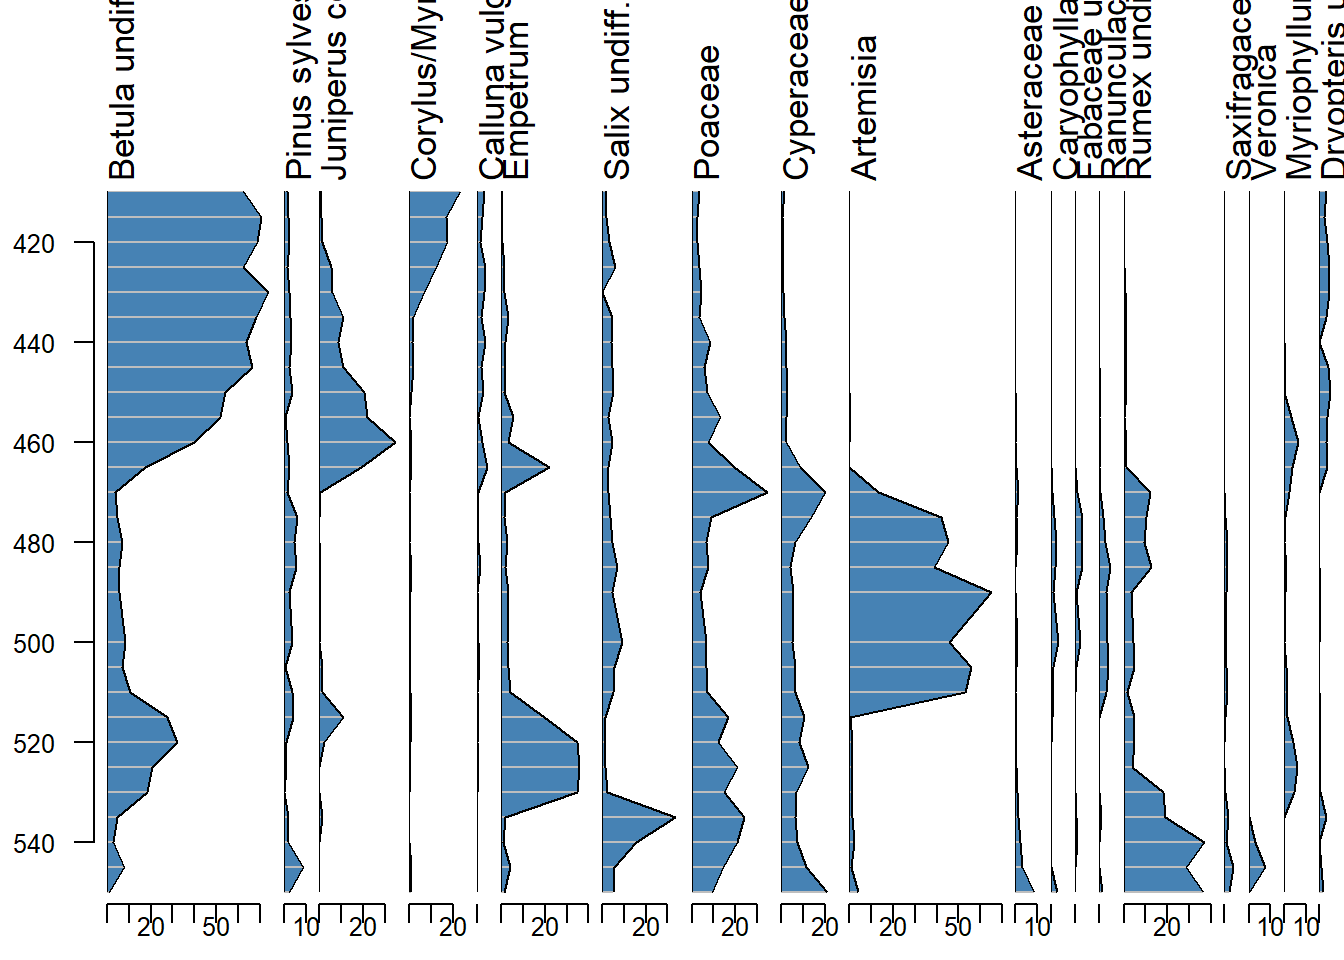 Betula undif
Pinus sylves
Juniperus c
Corylus/Myr
Calluna vulg
Empetrum
Salix undiff.
Poaceae
Cyperaceae
Artemisia
Asteraceae
Caryophylla
Fabaceae u
Ranunculac
Rumex undi
Saxifragace
Veronica
Myriophyllu
Dryopteris u
420
440
460
480
500
520
540
20 50 10 20 20 20 20 20 20 20 50 10 20 10 10